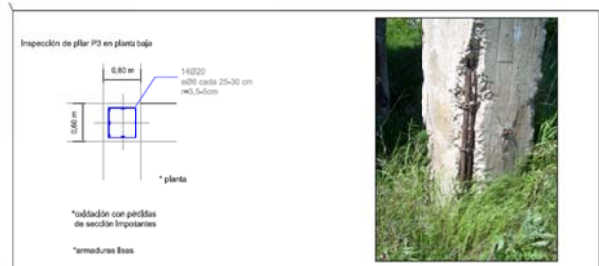 Inspección de pilar P3 en planta baja
0,60 m
14Ø20
eØ6 cada 25-30 cm
r=3,5-5cm
0,60 m
* planta
*oxidación con pérdidas
de sección impotantes
*armaduras lisas